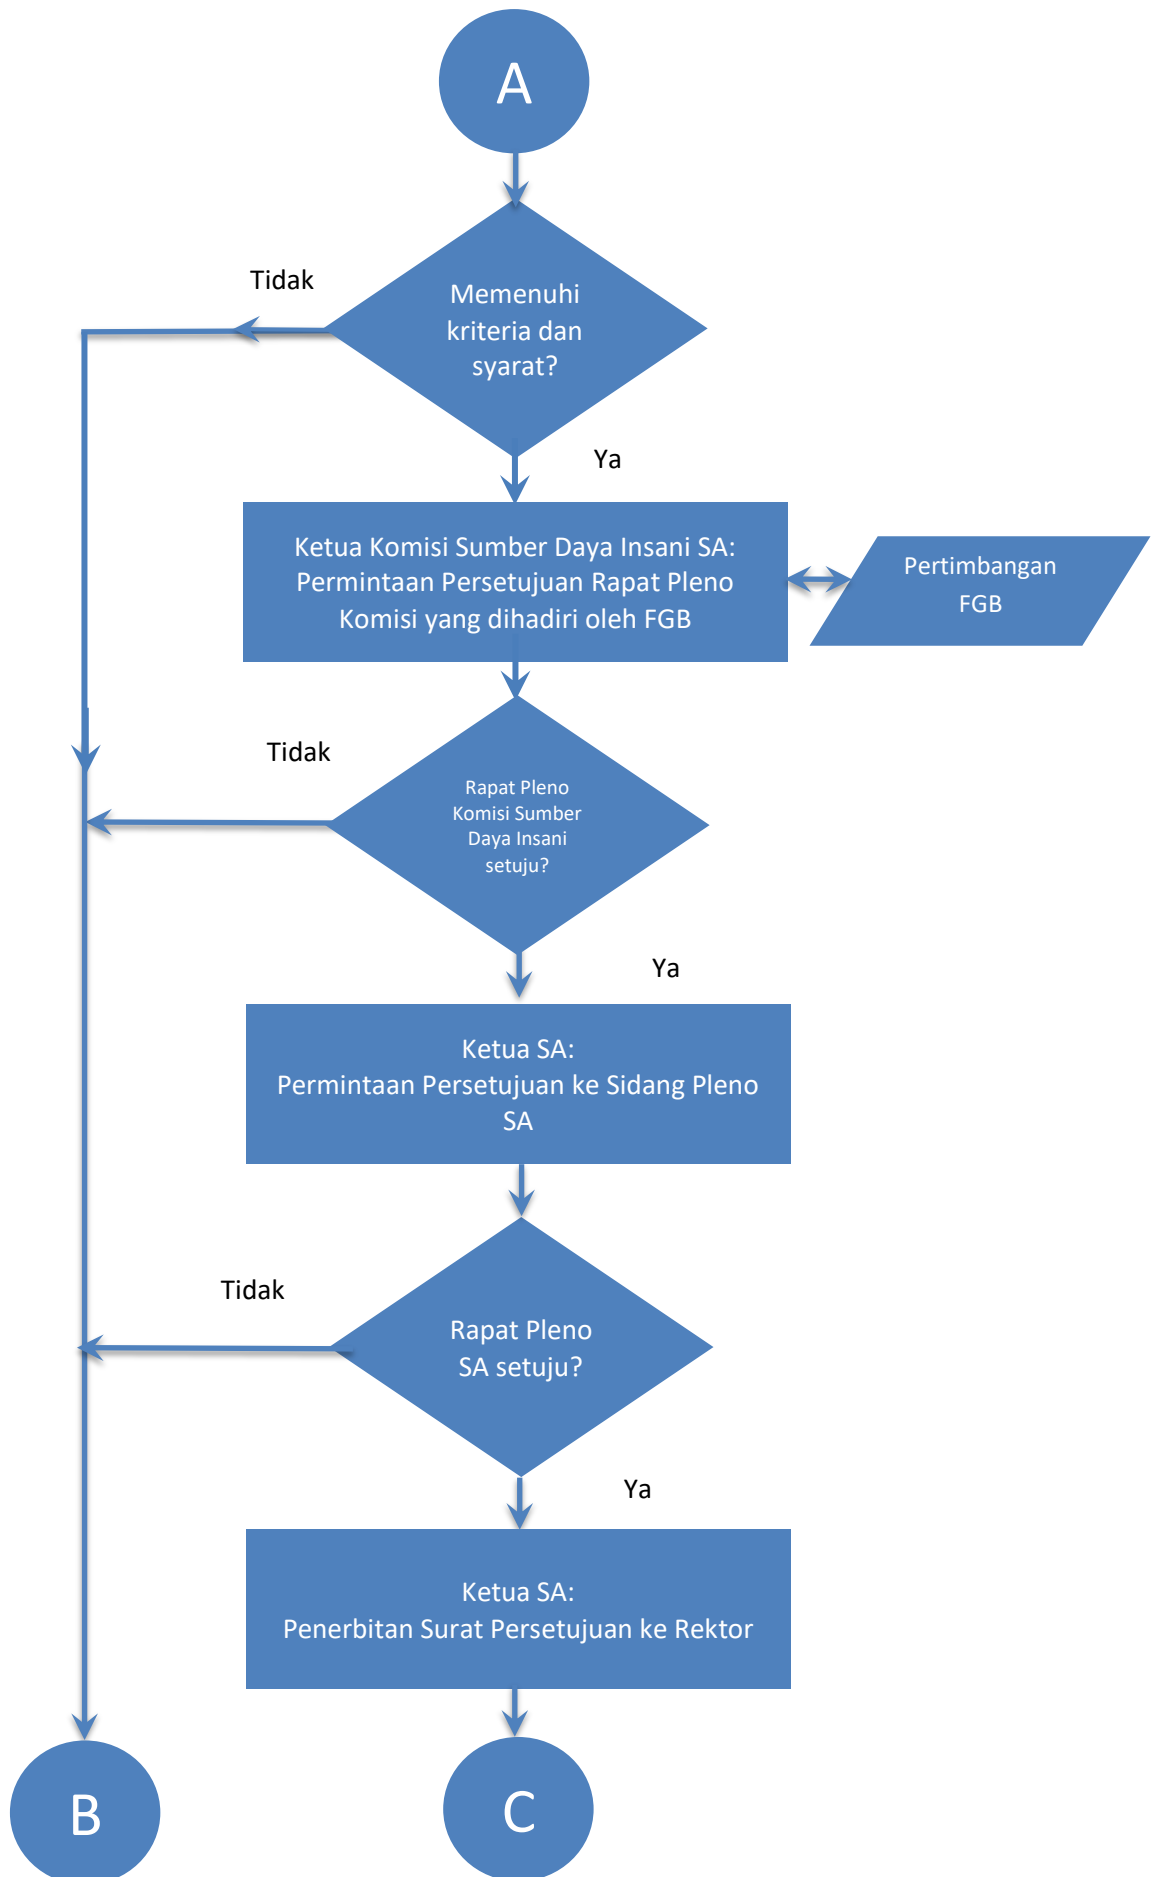 A
Tidak
Memenuhi
kriteria dan
syarat?
Ya
Ketua Komisi Sumber Daya Insani SA:
Permintaan Persetujuan Rapat Pleno
Komisi yang dihadiri oleh FGB
Pertimbangan
FGB
Tidak
Rapat Pleno
Komisi Sumber
Daya Insani
setuju?
Ya
Ketua SA:
Permintaan Persetujuan ke Sidang Pleno
SA
Tidak
Rapat Pleno
SA setuju?
Ya
Ketua SA:
Penerbitan Surat Persetujuan ke Rektor
B
C